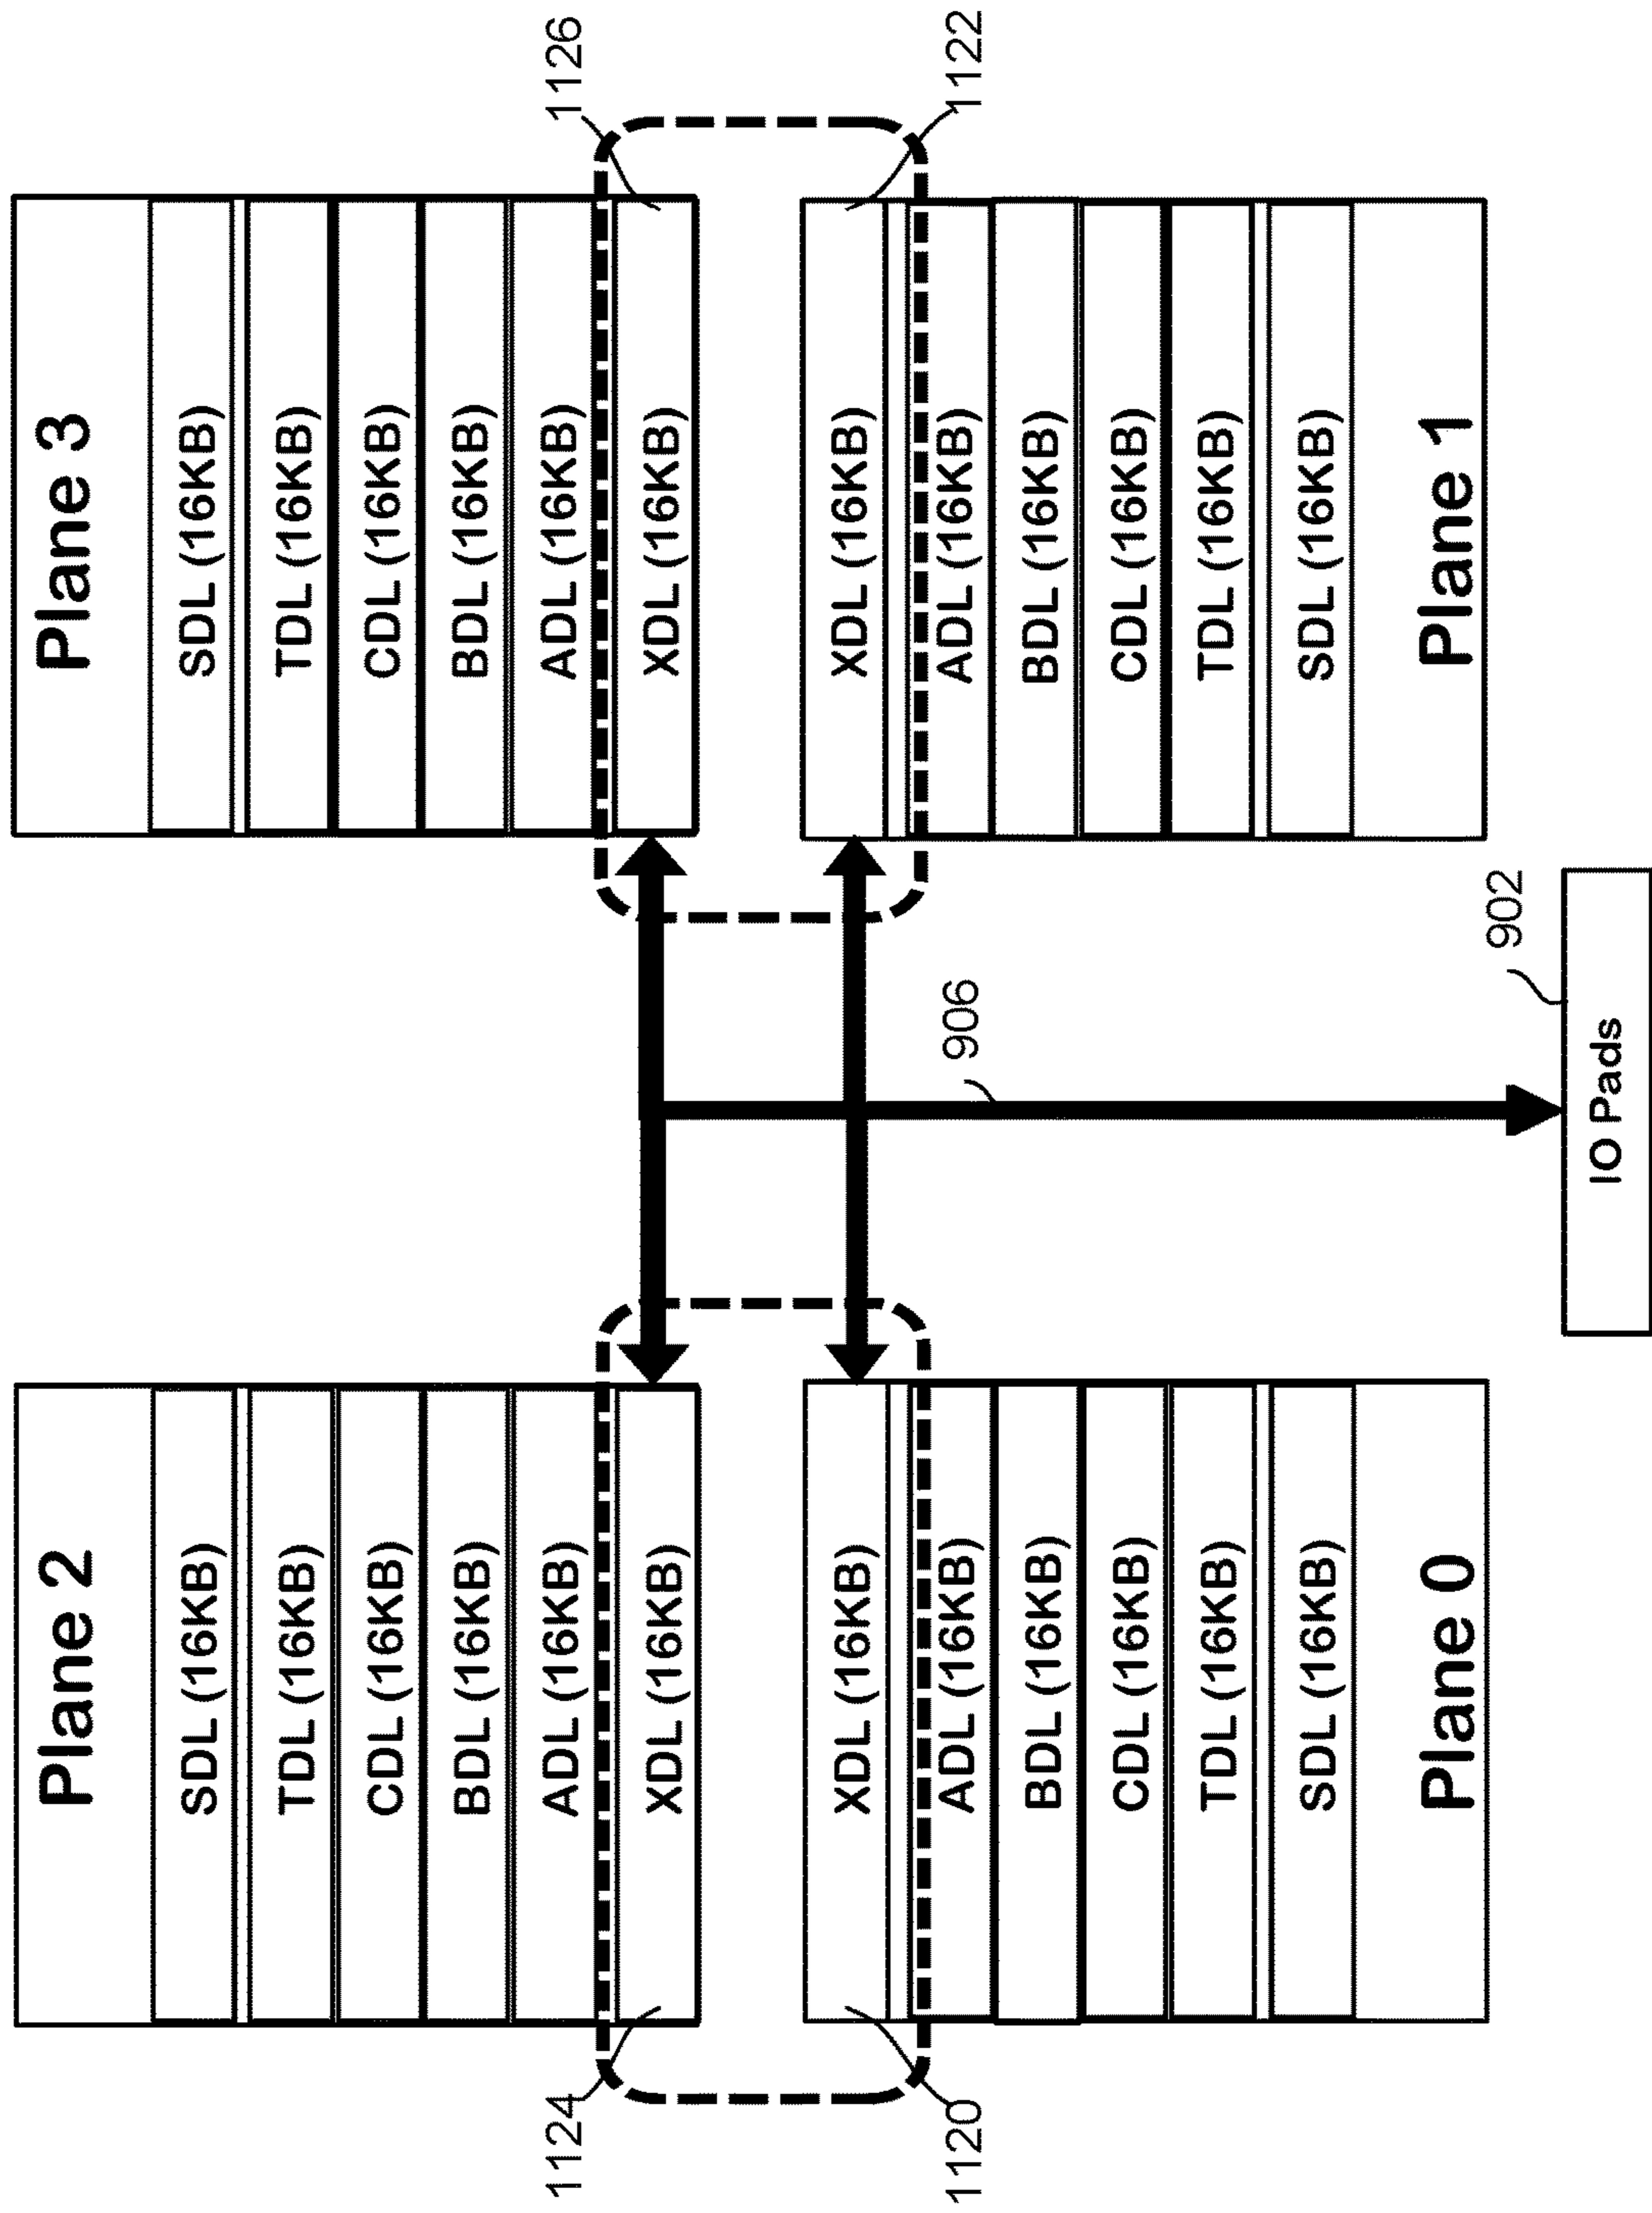 Plane 2
SDL (16KB)
TDL (16KB)
CDL (16KB)
BDL (16KB)
ADL (16KB)
XDL (16KB)
1124
Plane 3
SDL (16KB)
TDL (16KB)
CDL (16KB)
BDL (16KB)
ADL (16KB)
XDL (16KB)
1126
XDL (16KB)
ADL (16KB)
BDL (16KB)
CDL (16KB)
TDL (16KB)
SDL (16KB)
Plane 0
1120
XDL (16KB)
ADL (16KB)
BDL (16KB)
CDL (16KB)
TDL (16KB)
SDL (16KB)
Plane 1
1122
906
902
IO Pads